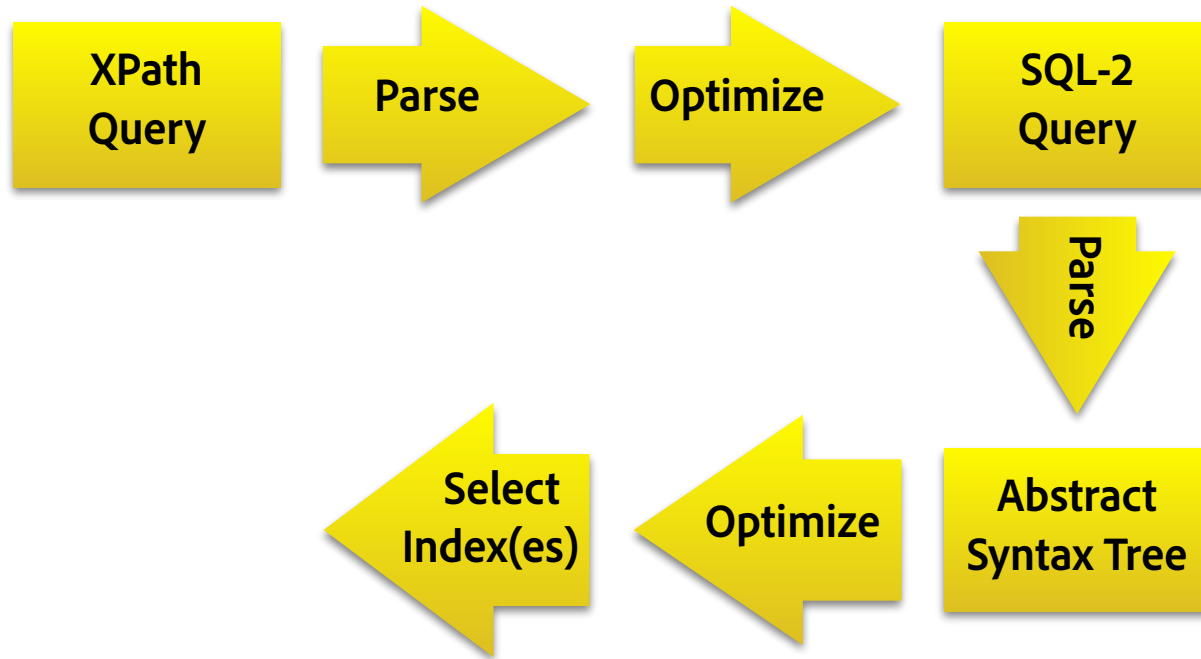 XPath
Query
Parse
Optimize
SQL-2
Query
Parse
Abstract
Syntax Tree
Optimize
Select
Index(es)